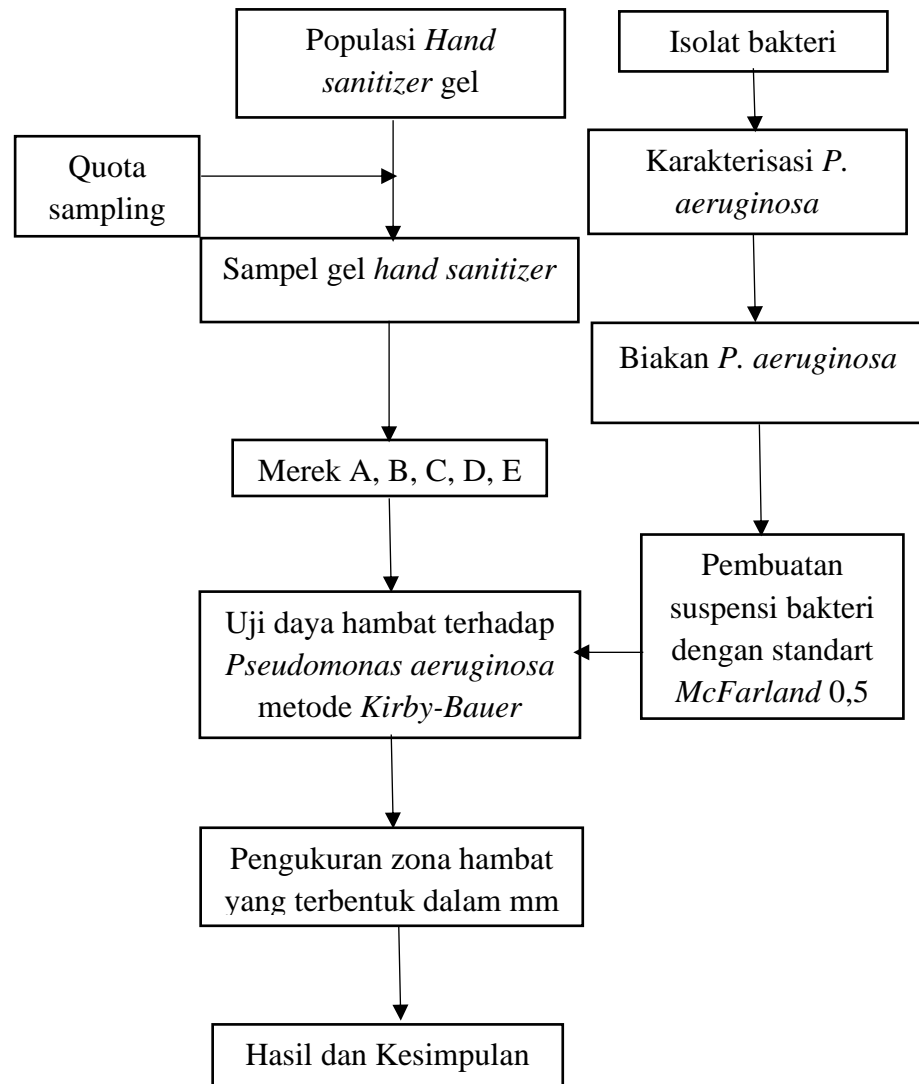 Populasi Hand
sanitizer gel
Isolat bakteri
Quota
sampling
Karakterisasi P.
aeruginosa
Sampel gel hand sanitizer
Biakan P. aeruginosa
Merek A, B, C, D, E
Pembuatan
suspensi bakteri
dengan standart
McFarland 0,5
Uji daya hambat terhadap
Pseudomonas aeruginosa
metode Kirby-Bauer
Pengukuran zona hambat
yang terbentuk dalam mm
Hasil dan Kesimpulan